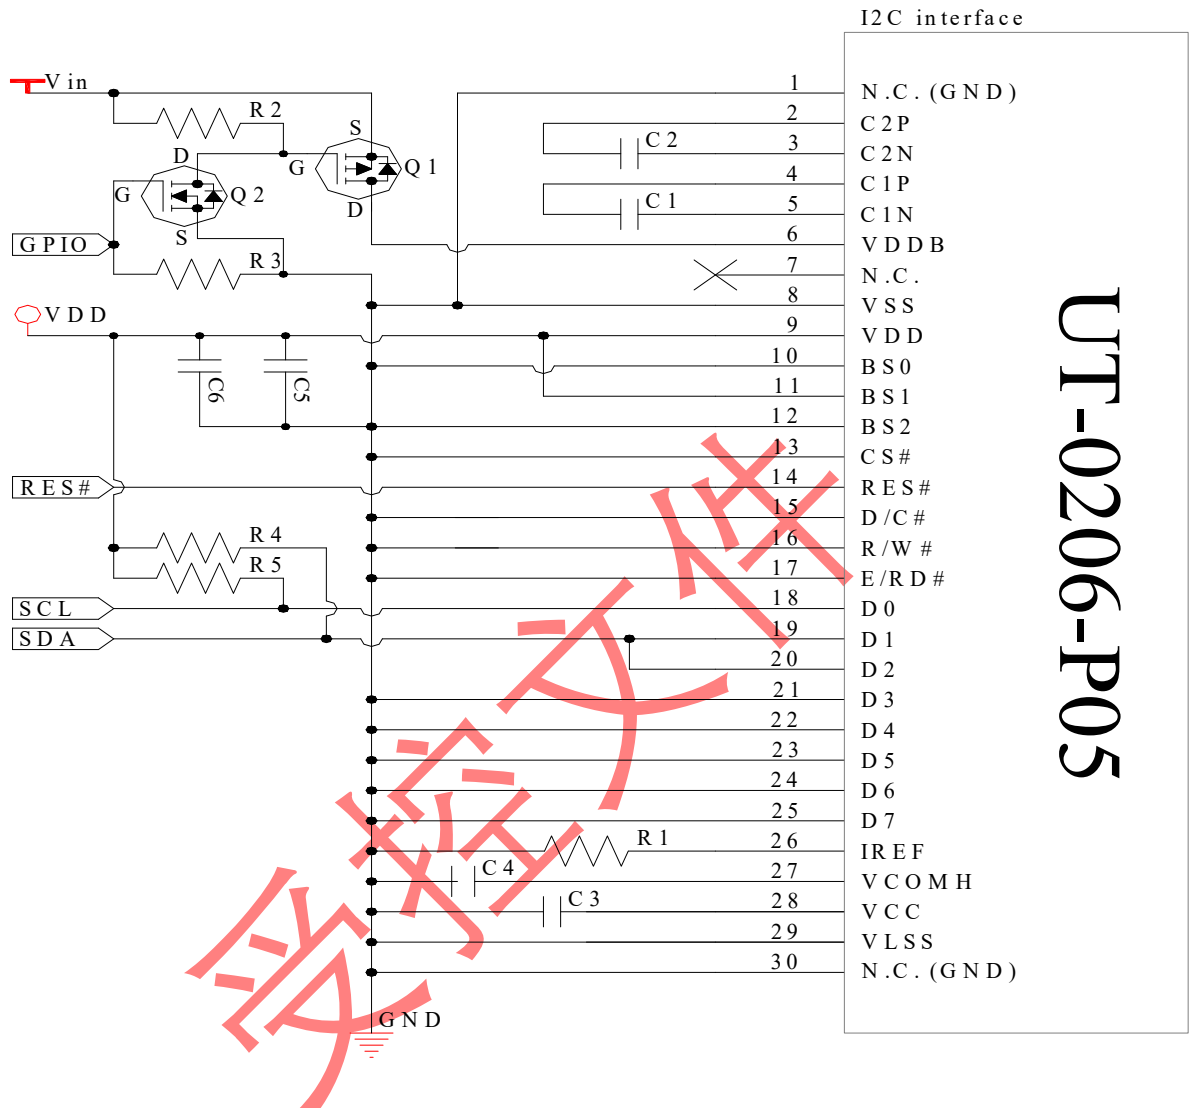 I2C interface
Vin
R2
S
G
Q1
D
D
G
Q2
S
GPIO
R3
VDD
C6
C5
RES#
R4
R5
SCL
SDA
C2
C1
R1
C4
C3
GND
1 N.C.(GND)
2 C2P
3 C2N
4 C1P
5 C1N
6 VDDB
7 N.C.
8 VSS
9 VDD
10 BS0
11 BS1
12 BS2
13 CS#
14 RES#
15 D/C#
16 R/W#
17 E/RD#
18 D0
19 D1
20 D2
21 D3
22 D4
23 D5
24 D6
25 D7
26 IREF
27 VCOMH
28 VCC
29 VLSS
30 N.C.(GND)
UT-0206-P05
受控文件